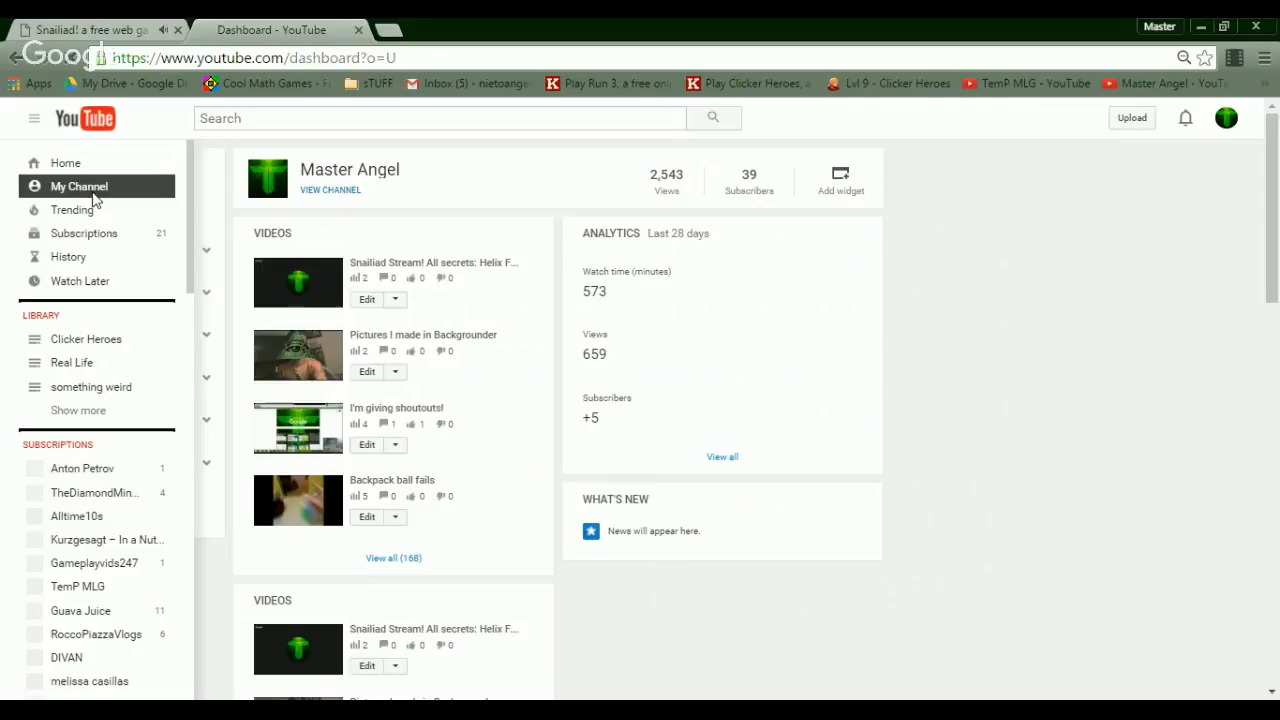 Snailiad! a free web ga
Dashboard - YouTube
Master
Google
https://www.youtube.com/dashboard?o=U
Apps
My Drive - Google Dr
Cool Math Games - F
sTUFF
Inbox (5) - nietoange
Play Run 3, a free onl
Play Clicker Heroes, a
Lvl 9 - Clicker Heroes
TemP MLG - YouTube
Master Angel - YouT
YouTube
Search
Upload
Home
My Channel
Trending
Subscriptions 21
History
Watch Later
LIBRARY
Clicker Heroes
Real Life
something weird
Show more
SUBSCRIPTIONS
Anton Petrov 1
TheDiamondMin... 4
Alltime10s
Kurzgesagt – In a Nut...
Gameplayvids247 1
TemP MLG
Guava Juice 11
RoccoPiazzaVlogs 6
DIVAN
melissa casillas
Master Angel
VIEW CHANNEL
2,543
Views
39
Subscribers
Add widget
VIDEOS
Snailiad Stream! All secrets: Helix F...
2 0 0 0
Edit
Pictures I made in Backgrounder
2 0 0 0
Edit
I'm giving shoutouts!
4 1 1 0
Edit
Backpack ball fails
5 0 0 0
Edit
View all (168)
VIDEOS
Snailiad Stream! All secrets: Helix F...
2 0 0 0
Edit
ANALYTICS Last 28 days
Watch time (minutes)
573
Views
659
Subscribers
+5
View all
WHAT'S NEW
News will appear here.